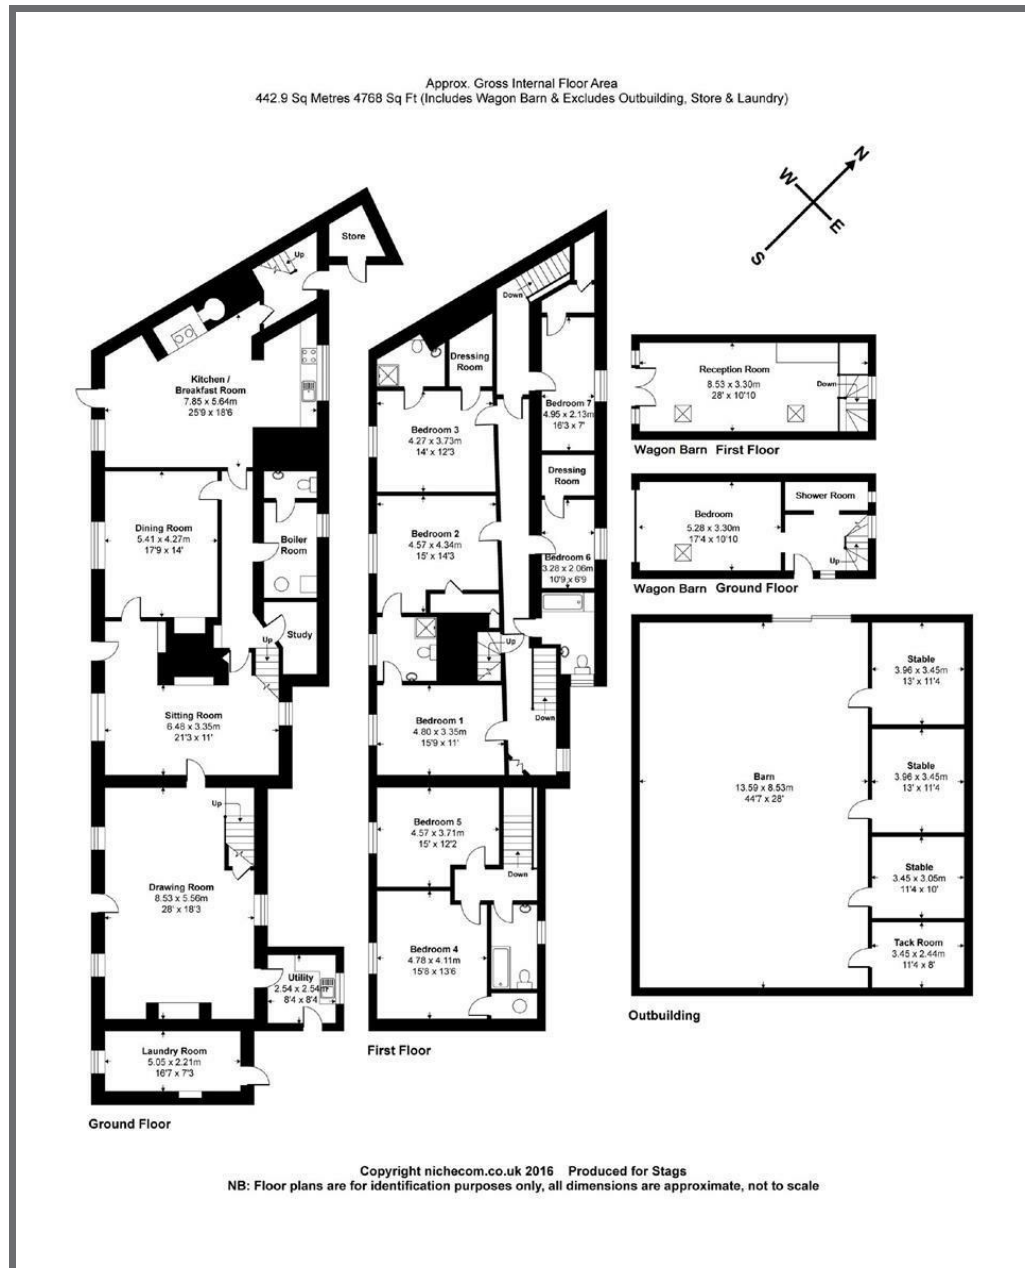 Approx. Gross Internal Floor Area
442.9 Sq Metres 4768 Sq Ft (Includes Wagon Barn & Excludes Outbuilding, Store & Laundry)
N
W
E
S
Store
Up
Kitchen /
Breakfast Room
7.85 x 5.64m
25'9 x 18'6
Dining Room
5.41 x 4.27m
17'9 x 14'
Boiler
Room
Up
Study
Sitting Room
6.48 x 3.35m
21'3 x 11'
Up
Drawing Room
8.53 x 5.56m
28' x 18'3
Utility
2.54 x 2.54m
8'4 x 8'4
Laundry Room
5.05 x 2.21m
16'7 x 7'3
Ground Floor
Down
Dressing
Room
Bedroom 7
4.95 x 2.13m
16'3 x 7'
Bedroom 3
4.27 x 3.73m
14' x 12'3
Dressing
Room
Bedroom 2
4.57 x 4.34m
15' x 14'3
Bedroom 6
3.28 x 2.06m
10'9 x 6'9
Up
Bedroom 1
4.80 x 3.35m
15'9 x 11'
Down
Bedroom 5
4.57 x 3.71m
15' x 12'2
Down
Bedroom 4
4.78 x 4.11m
15'8 x 13'6
First Floor
Reception Room
8.53 x 3.30m
28' x 10'10
Down
Wagon Barn First Floor
Shower Room
Bedroom
5.28 x 3.30m
17'4 x 10'10
Up
Wagon Barn Ground Floor
Stable
3.96 x 3.45m
13' x 11'4
Stable
3.96 x 3.45m
13' x 11'4
Barn
13.59 x 8.53m
44'7 x 28'
Stable
3.45 x 3.05m
11'4 x 10'
Tack Room
3.45 x 2.44m
11'4 x 8'
Outbuilding
Copyright nichecom.co.uk 2016 Produced for Stags
NB: Floor plans are for identification purposes only, all dimensions are approximate, not to scale